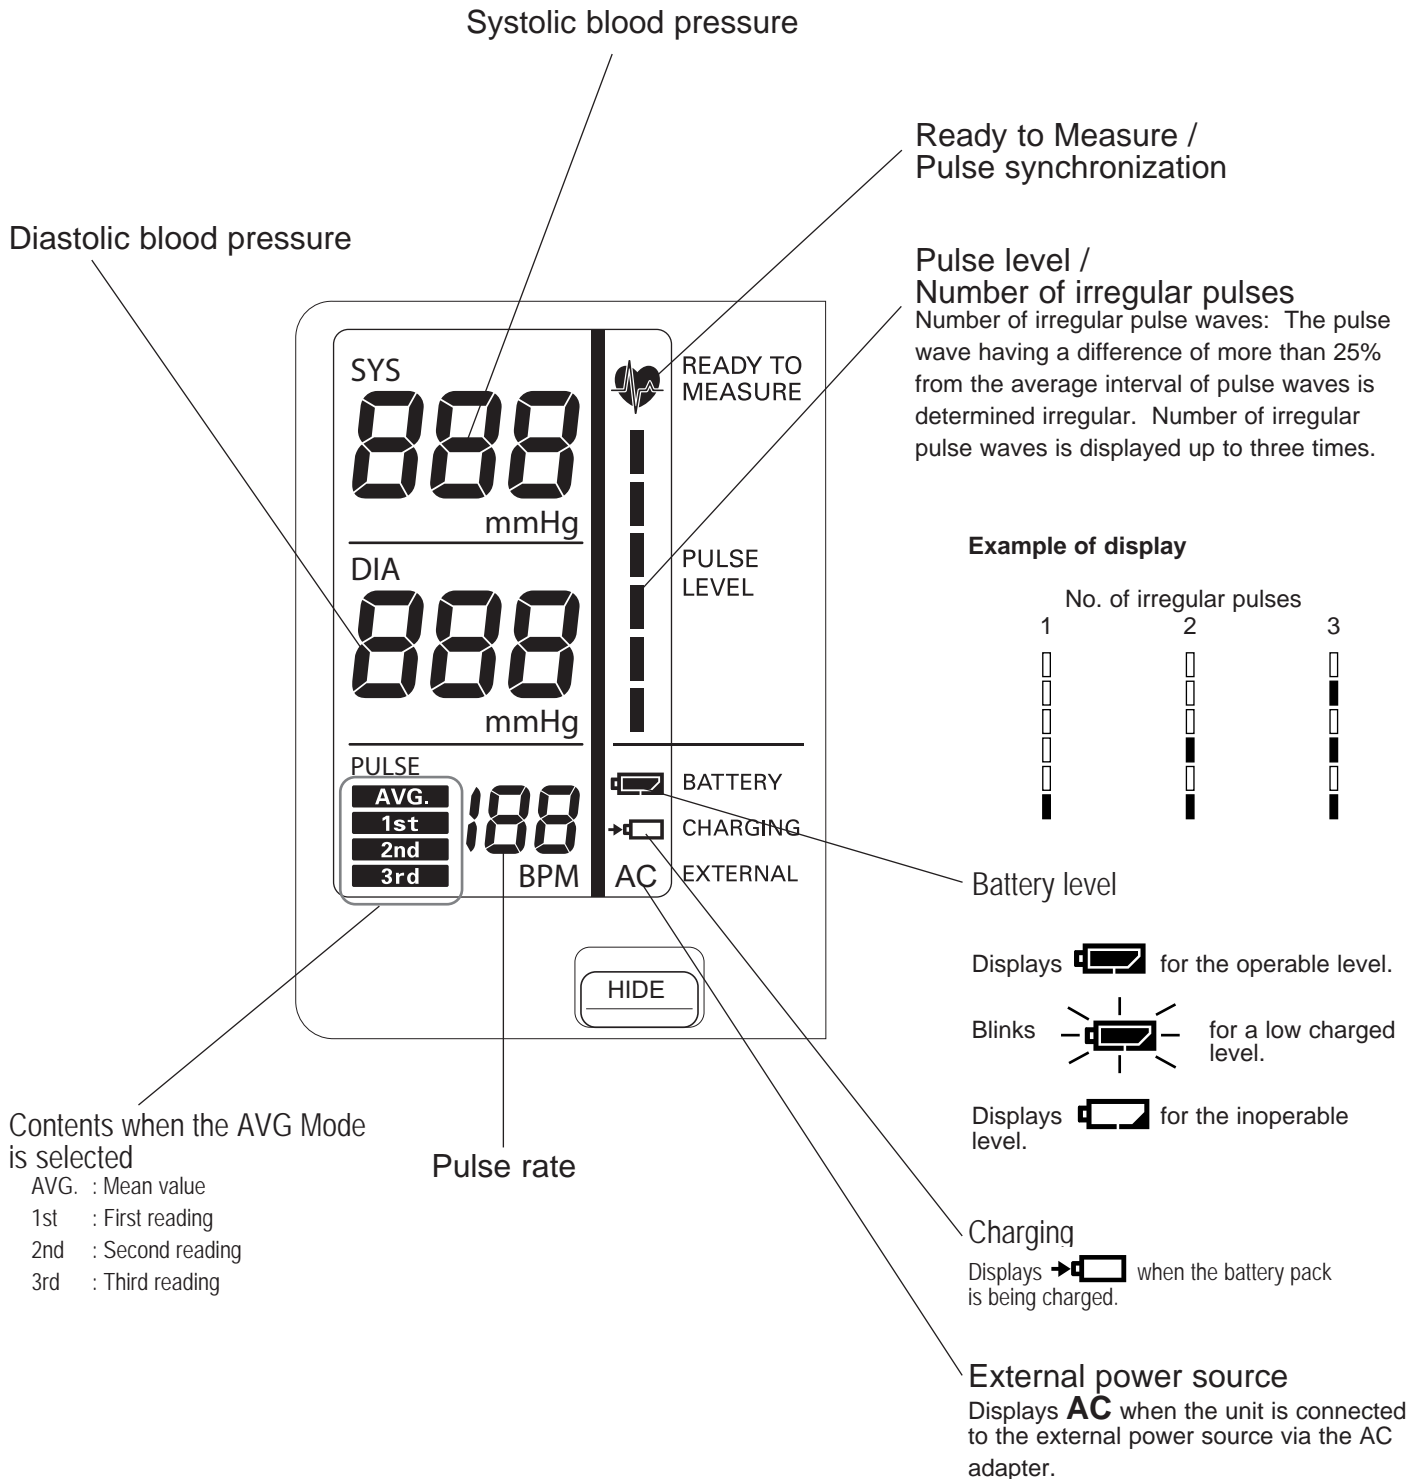 Systolic blood pressure
Ready to Measure /
Pulse synchronization
Diastolic blood pressure
Pulse level /
Number of irregular pulses
Number of irregular pulse waves: The pulse
wave having a difference of more than 25%
from the average interval of pulse waves is
determined irregular. Number of irregular
pulse waves is displayed up to three times.
SYS
888
mmHg
READY TO
MEASURE
DIA
888
mmHg
PULSE
LEVEL
PULSE
AVG.
1st
2nd
3rd
188
BPM
BATTERY
CHARGING
AC EXTERNAL
HIDE
Example of display
No. of irregular pulses
1 2 3
Battery level
Displays for the operable level.
Blinks for a low charged
level.
Displays for the inoperable
level.
Contents when the AVG Mode
is selected
AVG. : Mean value
1st : First reading
2nd : Second reading
3rd : Third reading
Pulse rate
Charging
Displays when the battery pack
is being charged.
External power source
Displays AC when the unit is connected
to the external power source via the AC
adapter.